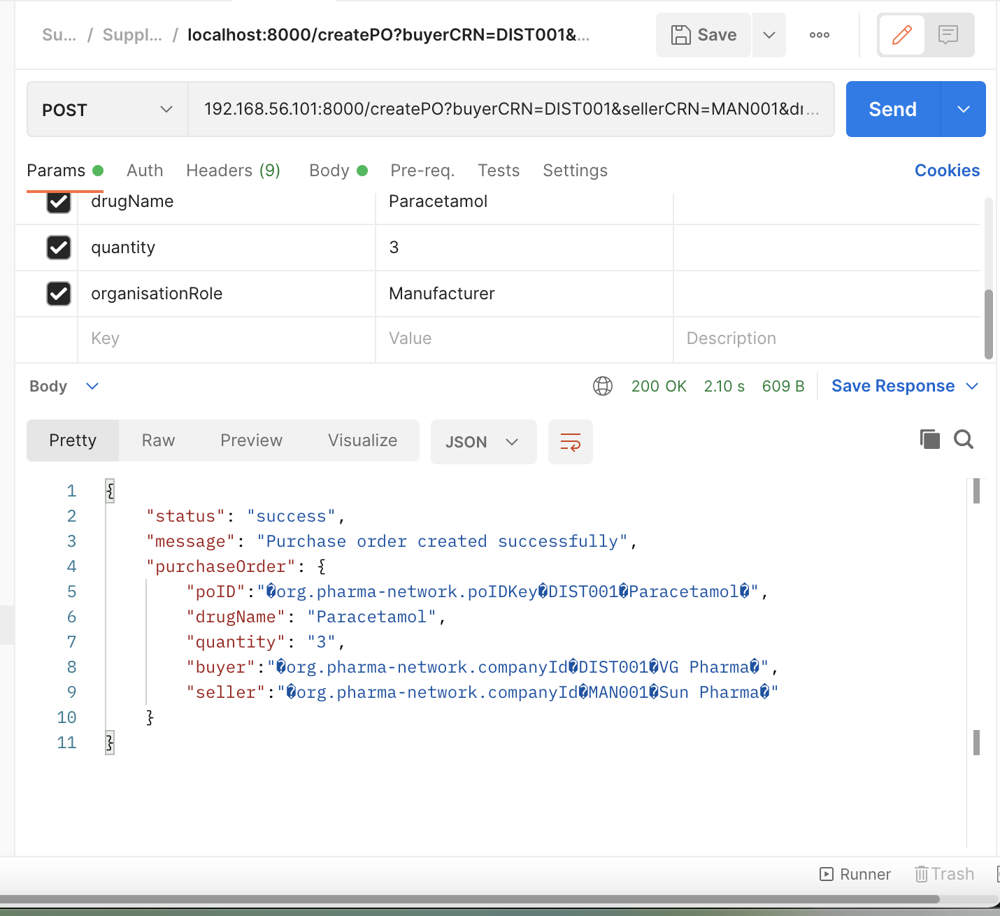 Su... / Suppl... / localhost:8000/createPO?buyerCRN=DIST001&...
Save
POST
192.168.56.101:8000/createPO?buyerCRN=DIST001&sellerCRN=MAN001&dr...
Send
Params Auth Headers (9) Body Pre-req. Tests Settings Cookies
drugName Paracetamol
quantity 3
organisationRole Manufacturer
Key Value Description
Body 200 OK 2.10 s 609 B Save Response
Pretty Raw Preview Visualize JSON
1 {
2 "status": "success",
3 "message": "Purchase order created successfully",
4 "purchaseOrder": {
5 "poID":"�org.pharma-network.poIDKey�DIST001�Paracetamol�",
6 "drugName": "Paracetamol",
7 "quantity": "3",
8 "buyer":"�org.pharma-network.companyId�DIST001�VG Pharma�",
9 "seller":"�org.pharma-network.companyId�MAN001�Sun Pharma�"
10 }
11 }
Runner Trash